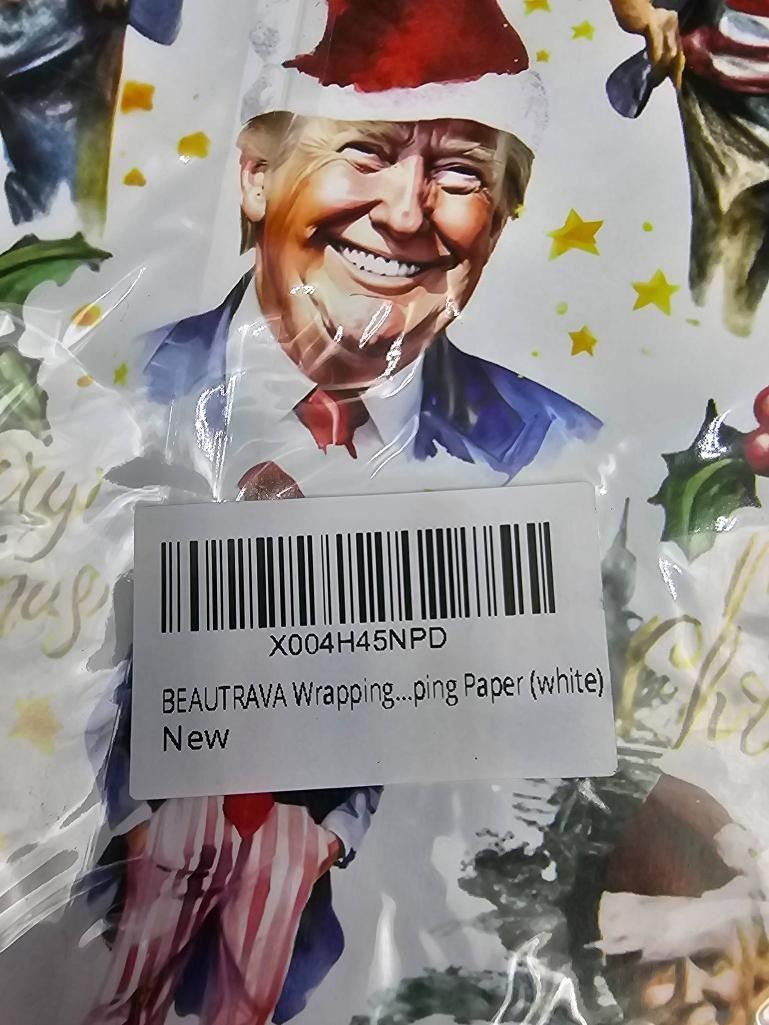 X004H45NPD
BEAUTRAVA Wrapping...ping Paper (white)
New